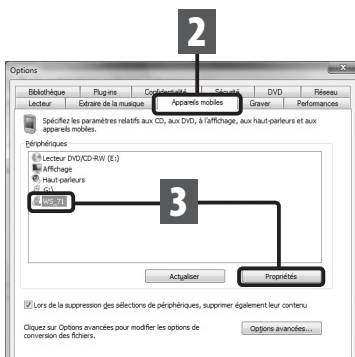 2
Options
x
Bibliothèque Plug-ins Confidentialité Sécurité DVD Réseau
Lecteur Extraire de la musique Appareils mobiles Graver Performances
Spécifiez les paramètres relatifs aux CD, aux DVD, à l'affichage, aux haut-parleurs et aux
appareils mobiles.
Périphériques
Lecteur DVD/CD-RW (E:)
Affichage
Haut-parleurs
G:\
WS_71
3
Actualiser Propriétés
Lors de la suppression des sélections de périphériques, supprimer également leur contenu
Cliquez sur Options avancées pour modifier les options de
conversion des fichiers.
Options avancées...